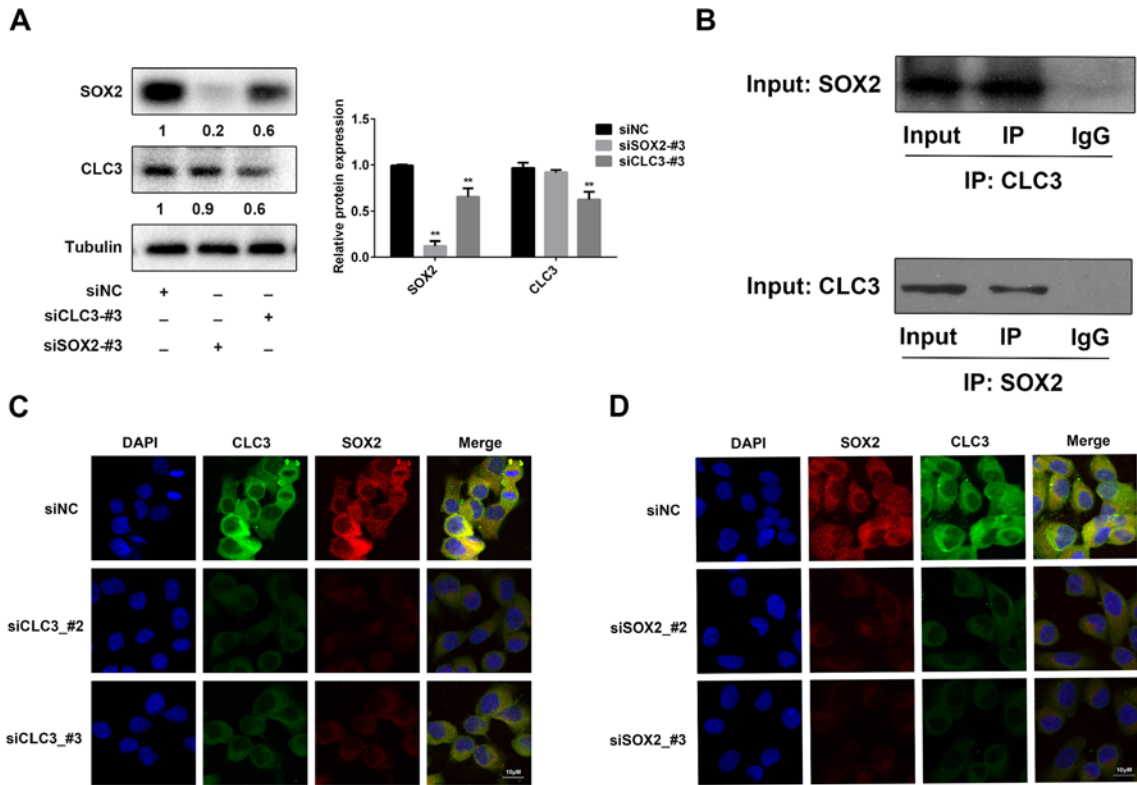 A
SOX2
1 0.2 0.6
CLC3
1 0.9 0.6
Tubulin
siNC + – –
siCLC3-#3 – – +
siSOX2-#3 – + –
Relative protein expression
1.5
1.0
0.5
0.0
** ** **
SOX2 CLC3
siNC
siSOX2-#3
siCLC3-#3
B
Input: SOX2
Input IP IgG
IP: CLC3
Input: CLC3
Input IP IgG
IP: SOX2
C
DAPI CLC3 SOX2 Merge
siNC
siCLC3_#2
siCLC3_#3
10μM
D
DAPI SOX2 CLC3 Merge
siNC
siSOX2_#2
siSOX2_#3
10μM